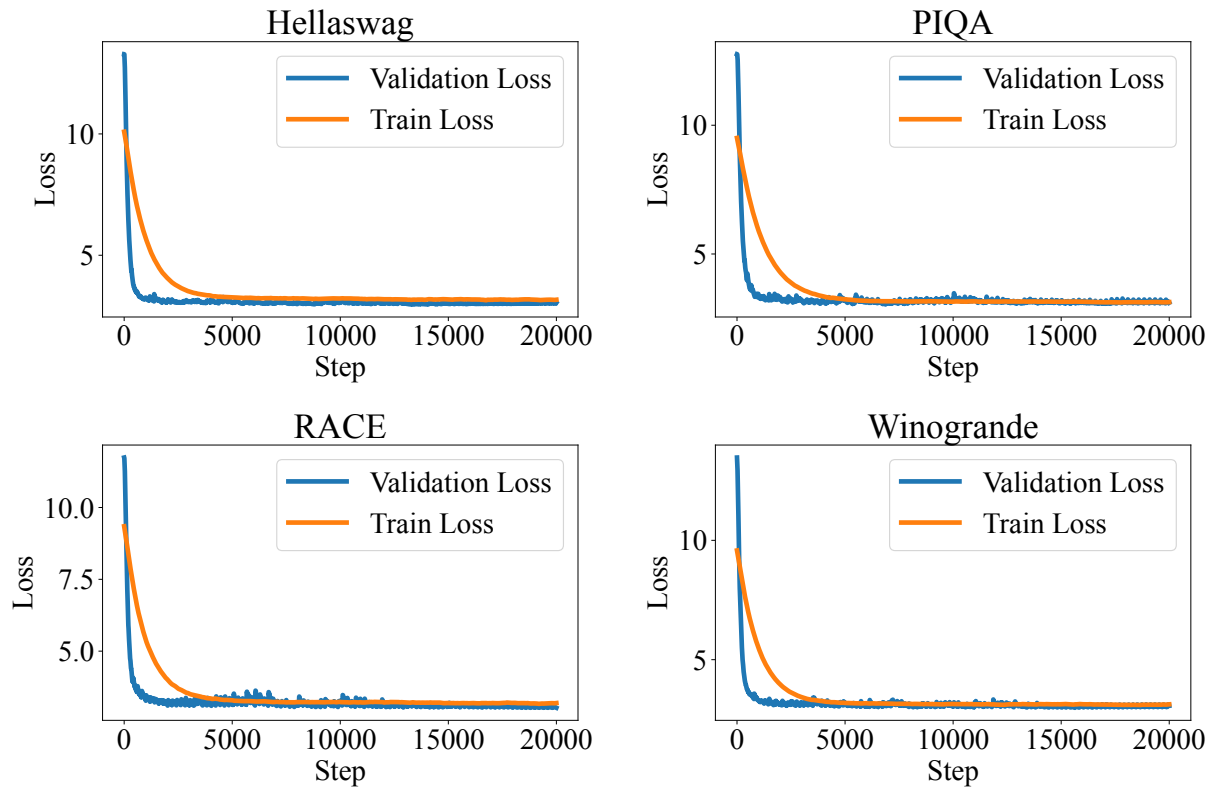 Hellaswag
Validation Loss
Train Loss
10
5
Loss
0
5000
10000
15000
20000
Step
PIQA
Validation Loss
Train Loss
10
5
Loss
0
5000
10000
15000
20000
Step
RACE
Validation Loss
Train Loss
10.0
7.5
5.0
Loss
0
5000
10000
15000
20000
Step
Winogrande
Validation Loss
Train Loss
10
5
Loss
0
5000
10000
15000
20000
Step